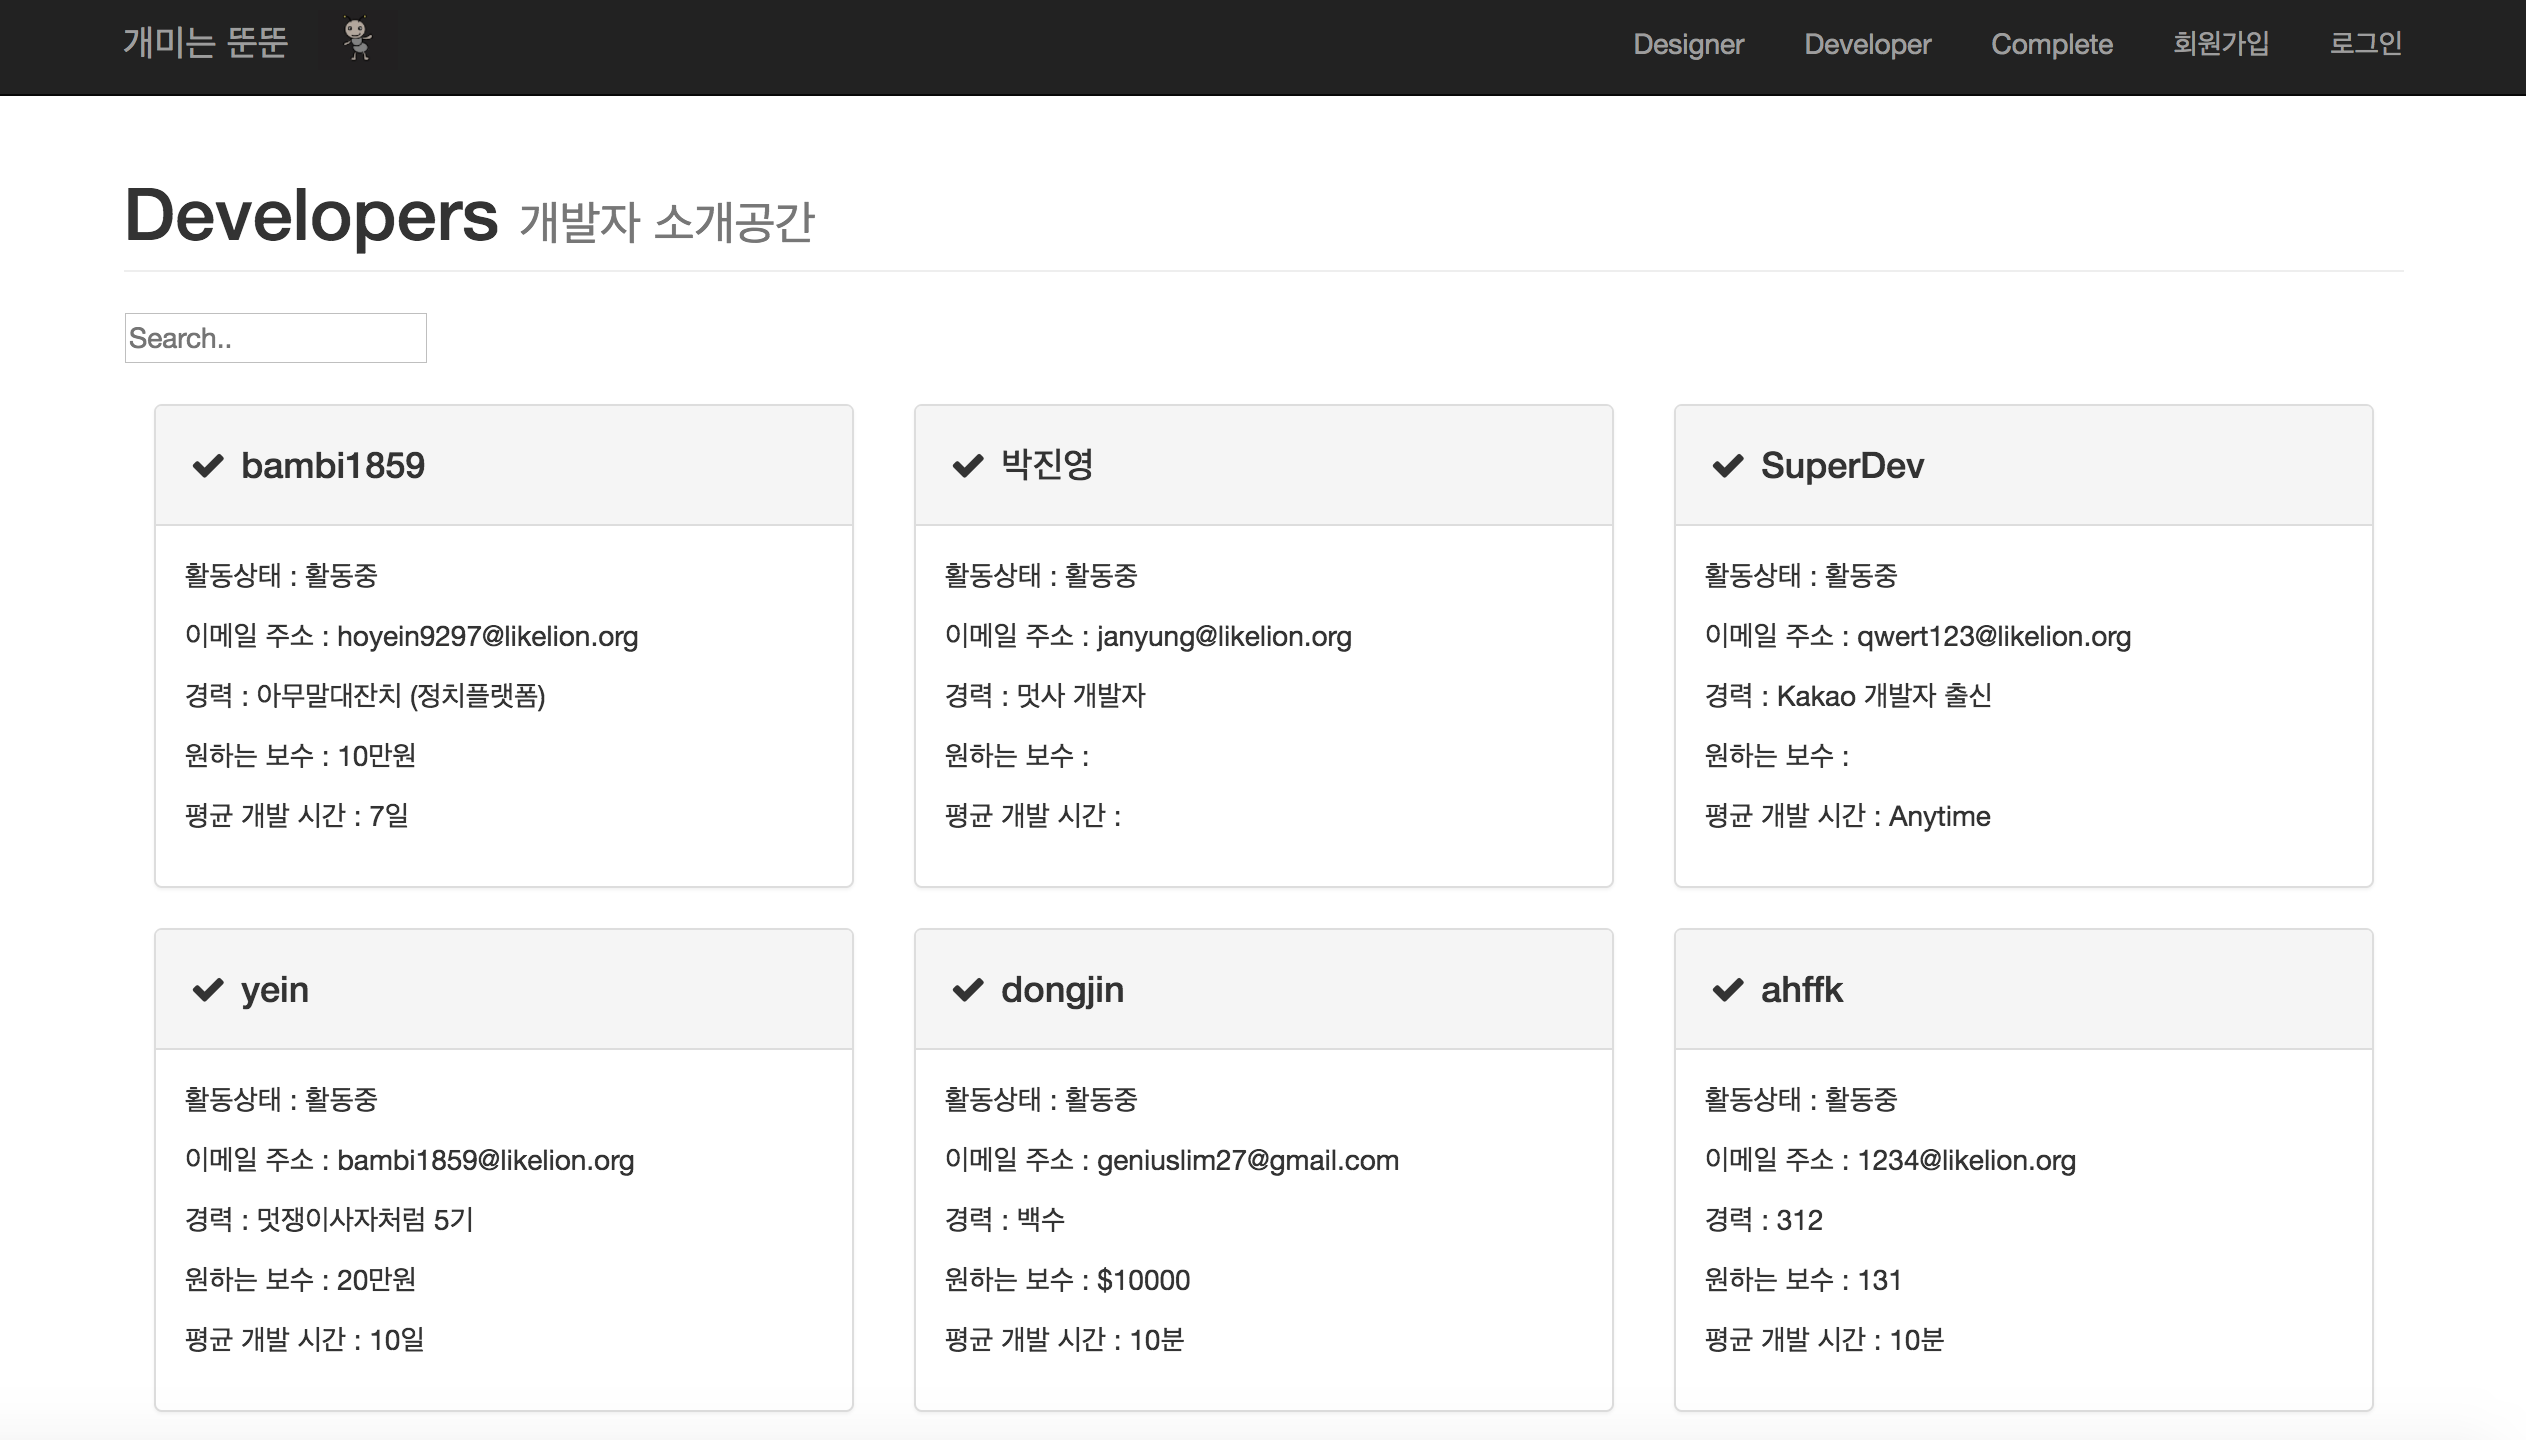 개미는 뚠뚠
Designer Developer Complete 회원가입 로그인
Developers 개발자 소개공간
Search..
bambi1859
활동상태 : 활동중
이메일 주소 : hoyein9297@likelion.org
경력 : 아무말대잔치 (정치플랫폼)
원하는 보수 : 10만원
평균 개발 시간 : 7일
박진영
활동상태 : 활동중
이메일 주소 : janyung@likelion.org
경력 : 멋사 개발자
원하는 보수 :
평균 개발 시간 :
SuperDev
활동상태 : 활동중
이메일 주소 : qwert123@likelion.org
경력 : Kakao 개발자 출신
원하는 보수 :
평균 개발 시간 : Anytime
yein
활동상태 : 활동중
이메일 주소 : bambi1859@likelion.org
경력 : 멋쟁이사자처럼 5기
원하는 보수 : 20만원
평균 개발 시간 : 10일
dongjin
활동상태 : 활동중
이메일 주소 : geniuslim27@gmail.com
경력 : 백수
원하는 보수 : $10000
평균 개발 시간 : 10분
ahffk
활동상태 : 활동중
이메일 주소 : 1234@likelion.org
경력 : 312
원하는 보수 : 131
평균 개발 시간 : 10분